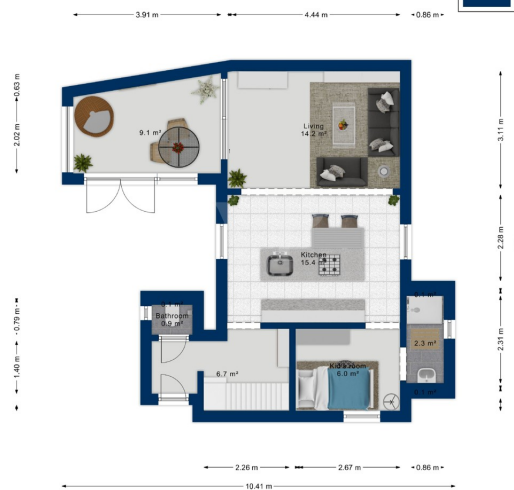 3.91 m
4.44 m
0.86 m
0.63 m
2.02 m
9.1 m²
Living
14.2 m²
3.11 m
Kitchen
15.4
2.28 m
Bathroom
0.9 m²
0.79 m
1.40 m
6.7 m²
Kid's room
6.0 m²
2.3 m²
2.31 m
2.26 m
2.67 m
0.86 m
10.41 m